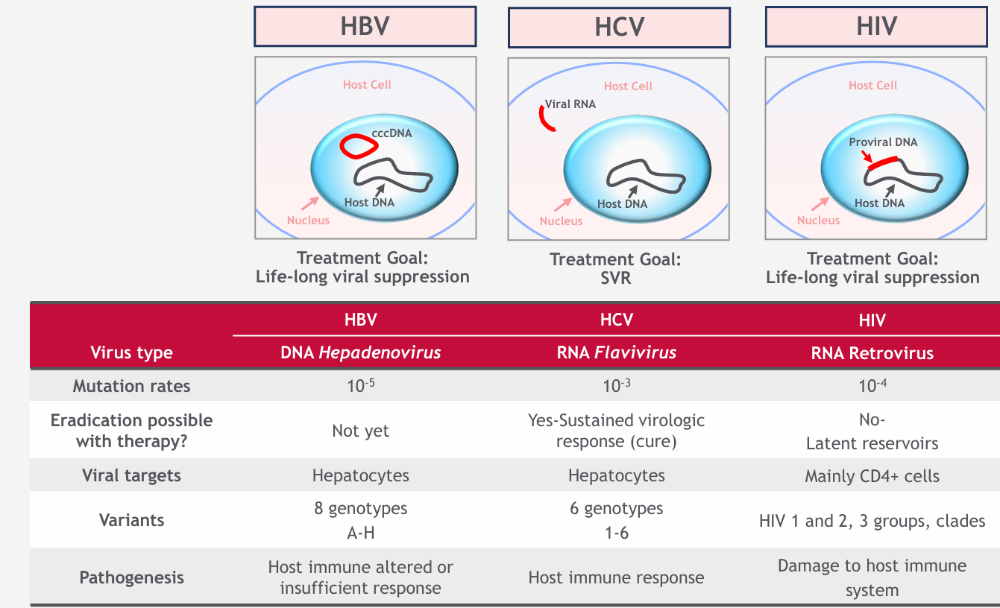 HBV
HCV
HIV
Host Cell
cccDNA
Host DNA
Nucleus
Host Cell
Viral RNA
Host DNA
Nucleus
Host Cell
Proviral DNA
Host DNA
Nucleus
Treatment Goal:
Life-long viral suppression
Treatment Goal:
SVR
Treatment Goal:
Life-long viral suppression
HBV HCV HIV
Virus type DNA Hepadenovirus RNA Flavivirus RNA Retrovirus
Mutation rates 10⁻⁵ 10⁻³ 10⁻⁴
Eradication possible
with therapy?
Not yet
Yes-Sustained virologic
response (cure)
No-
Latent reservoirs
Viral targets Hepatocytes Hepatocytes Mainly CD4+ cells
Variants
8 genotypes
A-H
6 genotypes
1-6
HIV 1 and 2, 3 groups, clades
Pathogenesis
Host immune altered or
insufficient response
Host immune response
Damage to host immune
system